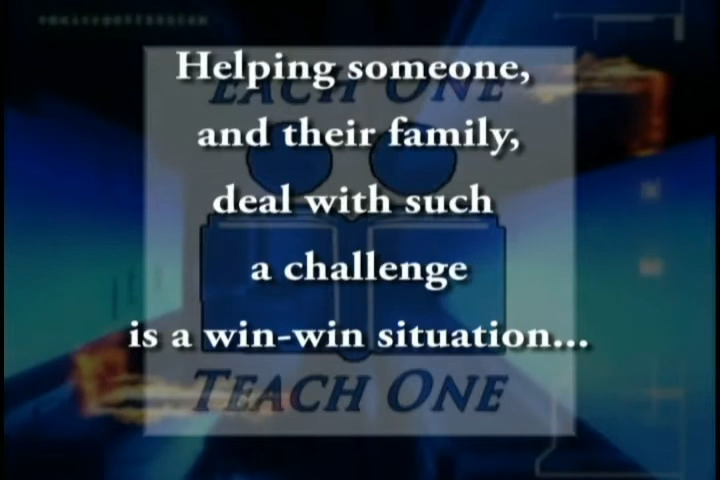 Helping someone,
EACH ONE
and their family,
deal with such
a challenge
is a win-win situation...
TEACH ONE